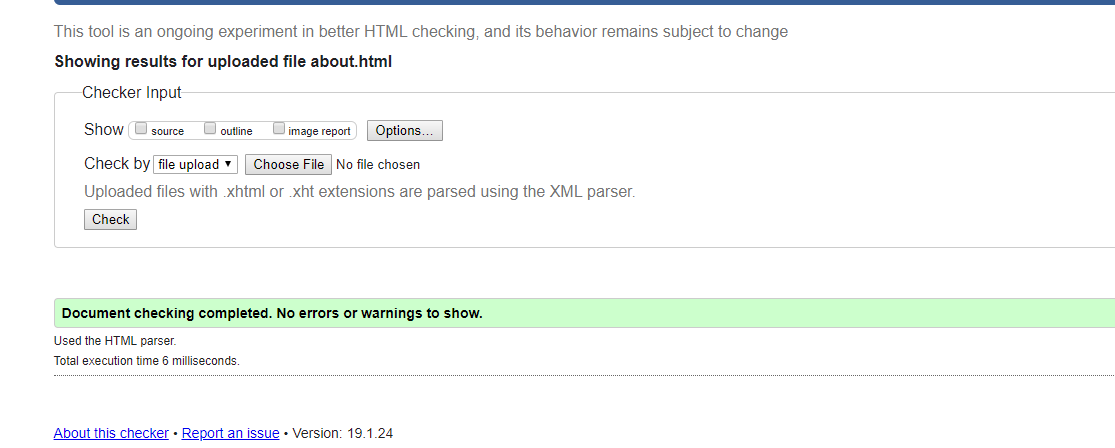 This tool is an ongoing experiment in better HTML checking, and its behavior remains subject to change
Showing results for uploaded file about.html
Checker Input
Show source outline image report Options...
Check by file upload Choose File No file chosen
Uploaded files with .xhtml or .xht extensions are parsed using the XML parser.
Check
Document checking completed. No errors or warnings to show.
Used the HTML parser.
Total execution time 6 milliseconds.
About this checker • Report an issue • Version: 19.1.24